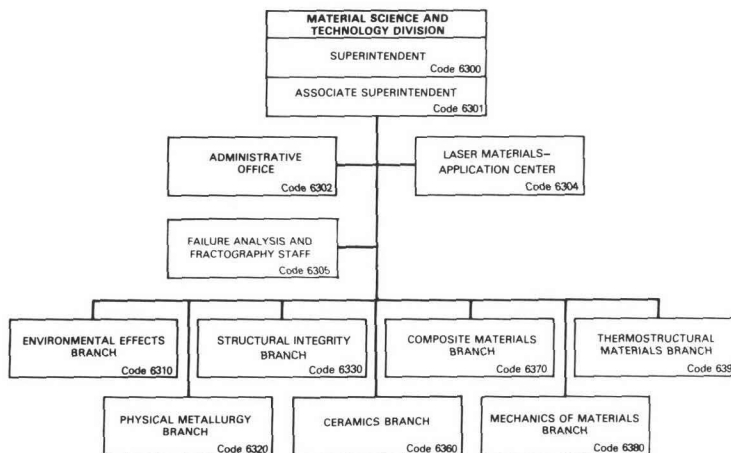 MATERIAL SCIENCE AND
TECHNOLOGY DIVISION
SUPERINTENDENT
Code 6300
ASSOCIATE SUPERINTENDENT
Code 6301
ADMINISTRATIVE
OFFICE
Code 6302
LASER MATERIALS–
APPLICATION CENTER
Code 6304
FAILURE ANALYSIS AND
FRACTOGRAPHY STAFF
Code 6305
ENVIRONMENTAL EFFECTS
BRANCH
Code 6310
STRUCTURAL INTEGRITY
BRANCH
Code 6330
COMPOSITE MATERIALS
BRANCH
Code 6370
THERMOSTRUCTURAL
MATERIALS BRANCH
Code 639
PHYSICAL METALLURGY
BRANCH
Code 6320
CERAMICS BRANCH
Code 6360
MECHANICS OF MATERIALS
BRANCH
Code 6380